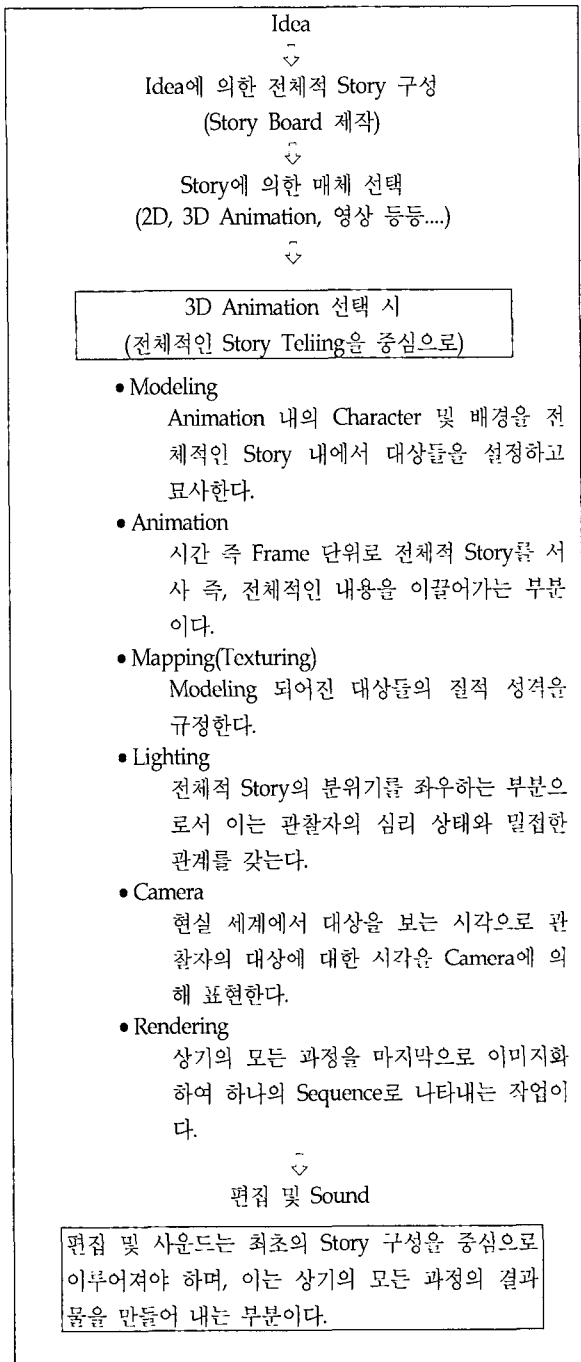 Idea
Idea에 의한 전체적 Story 구성
(Story Board 제작)
Story에 의한 매체 선택
(2D, 3D Animation, 영상 등등....)
3D Animation 선택 시
(전체적인 Story Teliing을 중심으로)
• Modeling
Animation 내의 Character 및 배경을 전
체적인 Story 내에서 대상들을 설정하고
묘사한다.
• Animation
시간 즉 Frame 단위로 전체적 Story를 서
사 즉, 전체적인 내용을 이끌어가는 부분
이다.
• Mapping(Texturing)
Modeling 되어진 대상들의 질적 성격을
규정한다.
• Lighting
전체적 Story의 분위기를 좌우하는 부분으
로서 이는 관찰자의 심리 상태와 밀접한
관계를 갖는다.
• Camera
현실 세계에서 대상을 보는 시각으로 관
찰자의 대상에 대한 시각을 Camera에 의
해 표현한다.
• Rendering
상기의 모든 과정을 마지막으로 이미지화
하여 하나의 Sequence로 나타내는 작업이
다.
편집 및 Sound
편집 및 사운드는 최초의 Story 구성을 중심으로
이루어져야 하며, 이는 상기의 모든 과정의 결과
물을 만들어 내는 부분이다.